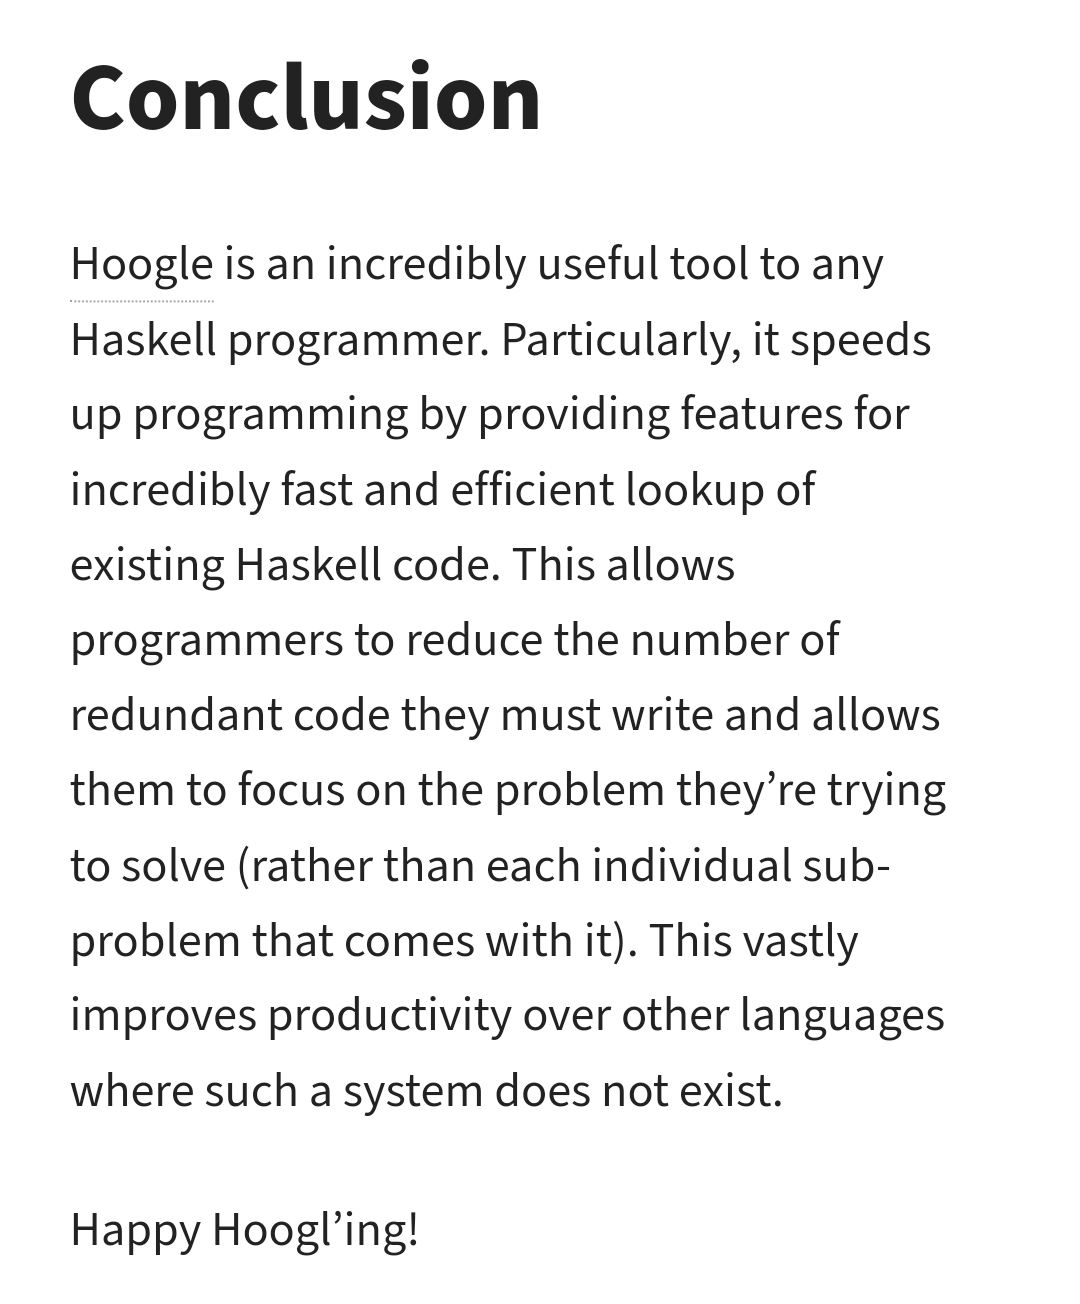 Conclusion
Hoogle is an incredibly useful tool to any
Haskell programmer. Particularly, it speeds
up programming by providing features for
incredibly fast and efficient lookup of
existing Haskell code. This allows
programmers to reduce the number of
redundant code they must write and allows
them to focus on the problem they’re trying
to solve (rather than each individual sub-
problem that comes with it). This vastly
improves productivity over other languages
where such a system does not exist.
Happy Hoogl’ing!